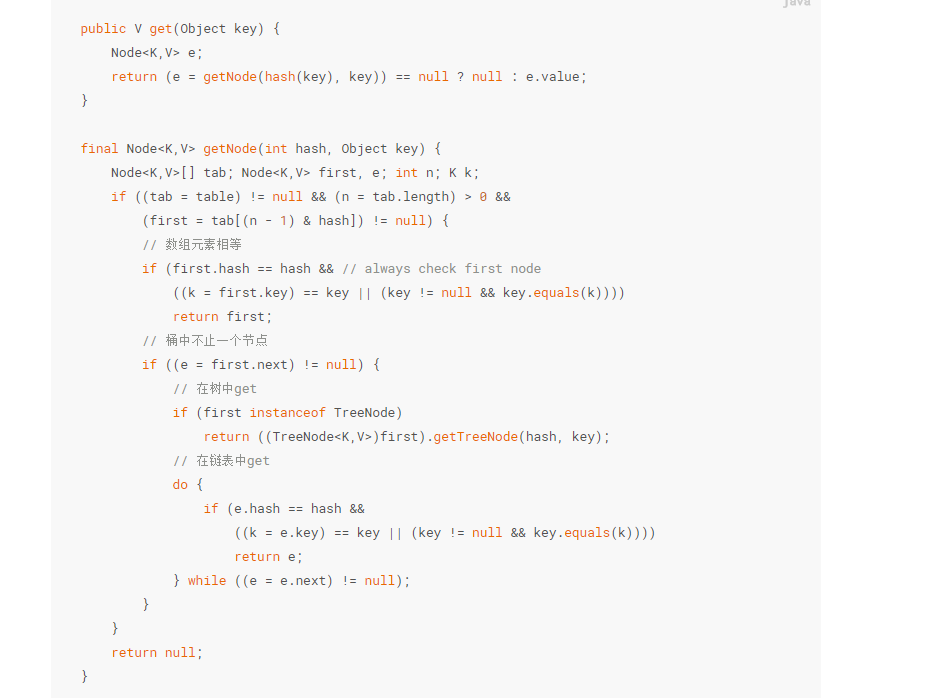 java
public V get(Object key) {
    Node<K,V> e;
    return (e = getNode(hash(key), key)) == null ? null : e.value;
}
final Node<K,V> getNode(int hash, Object key) {
    Node<K,V>[] tab; Node<K,V> first, e; int n; K k;
    if ((tab = table) != null && (n = tab.length) > 0 &&
        (first = tab[(n - 1) & hash]) != null) {
        // 数组元素相等
        if (first.hash == hash && // always check first node
            ((k = first.key) == key || (key != null && key.equals(k))))
            return first;
        // 桶中不止一个节点
        if ((e = first.next) != null) {
            // 在树中get
            if (first instanceof TreeNode)
                return ((TreeNode<K,V>)first).getTreeNode(hash, key);
            // 在链表中get
            do {
                if (e.hash == hash &&
                    ((k = e.key) == key || (key != null && key.equals(k))))
                    return e;
            } while ((e = e.next) != null);
        }
    }
    return null;
}